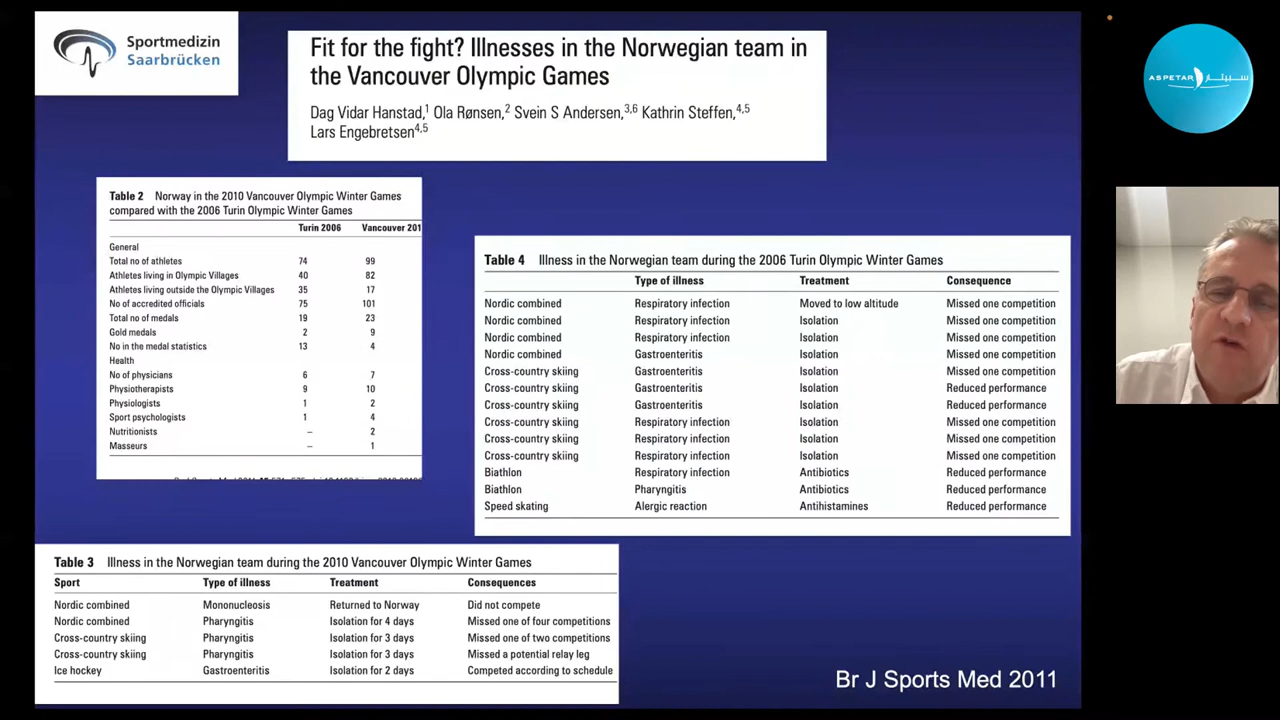 Sportmedizin
Saarbrücken
Fit for the fight? Illnesses in the Norwegian team in
the Vancouver Olympic Games
Dag Vidar Hanstad,1 Ola Rønsen,2 Svein S Andersen,3,6 Kathrin Steffen,4,5
Lars Engebretsen4,5
ASPETAR سبيتار
Table 2 Norway in the 2010 Vancouver Olympic Winter Games
compared with the 2006 Turin Olympic Winter Games
Turin 2006 Vancouver 201
General
Total no of athletes 74 99
Athletes living in Olympic Villages 40 82
Athletes living outside the Olympic Villages 35 17
No of accredited officials 75 101
Total no of medals 19 23
Gold medals 2 9
No in the medal statistics 13 4
Health
No of physicians 6 7
Physiotherapists 9 10
Physiologists 1 2
Sport psychologists 1 4
Nutritionists – 2
Masseurs – 1
Table 4 Illness in the Norwegian team during the 2006 Turin Olympic Winter Games
Type of illness Treatment Consequence
Nordic combined Respiratory infection Moved to low altitude Missed one competition
Nordic combined Respiratory infection Isolation Missed one competition
Nordic combined Respiratory infection Isolation Missed one competition
Nordic combined Gastroenteritis Isolation Missed one competition
Cross-country skiing Gastroenteritis Isolation Missed one competition
Cross-country skiing Gastroenteritis Isolation Reduced performance
Cross-country skiing Gastroenteritis Isolation Reduced performance
Cross-country skiing Respiratory infection Isolation Missed one competition
Cross-country skiing Respiratory infection Isolation Missed one competition
Cross-country skiing Respiratory infection Isolation Missed one competition
Biathlon Respiratory infection Antibiotics Reduced performance
Biathlon Pharyngitis Antibiotics Reduced performance
Speed skating Alergic reaction Antihistamines Reduced performance
Table 3 Illness in the Norwegian team during the 2010 Vancouver Olympic Winter Games
Sport Type of illness Treatment Consequences
Nordic combined Mononucleosis Returned to Norway Did not compete
Nordic combined Pharyngitis Isolation for 4 days Missed one of four competitions
Cross-country skiing Pharyngitis Isolation for 3 days Missed one of two competitions
Cross-country skiing Pharyngitis Isolation for 3 days Missed a potential relay leg
Ice hockey Gastroenteritis Isolation for 2 days Competed according to schedule
Br J Sports Med 2011